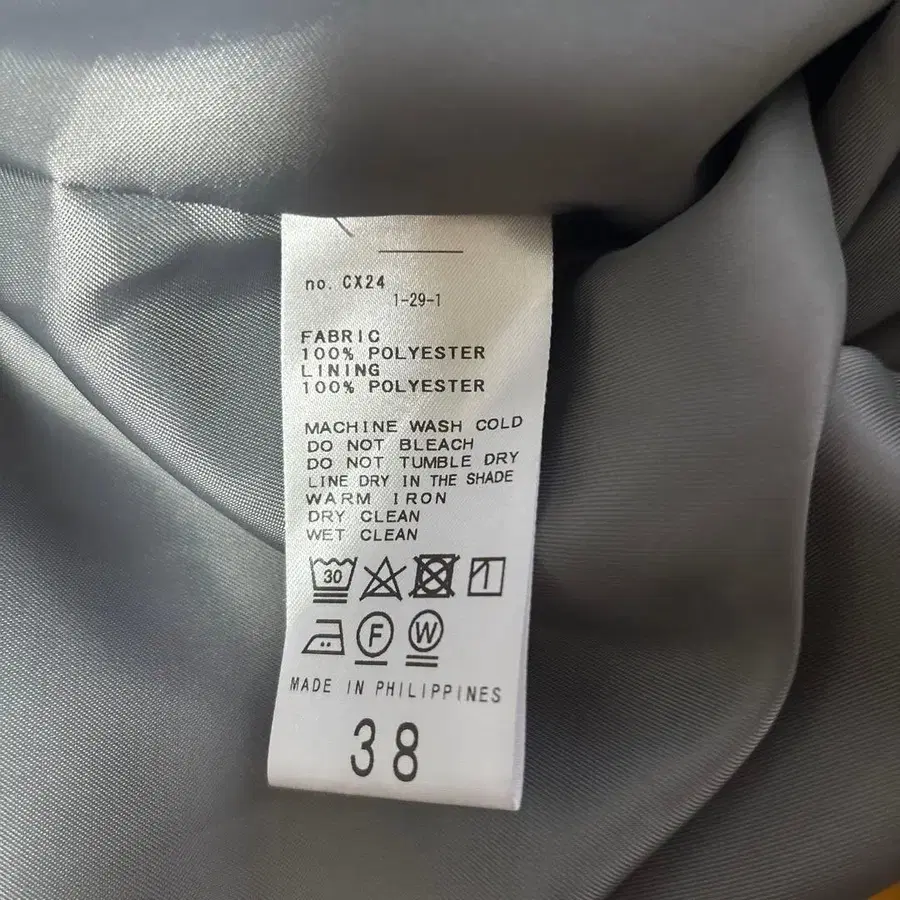 no. CX24
1-29-1
FABRIC
100% POLYESTER
LINING
100% POLYESTER
MACHINE WASH COLD
DO NOT BLEACH
DO NOT TUMBLE DRY
LINE DRY IN THE SHADE
WARM IRON
DRY CLEAN
WET CLEAN
30
F W
MADE IN PHILIPPINES
38